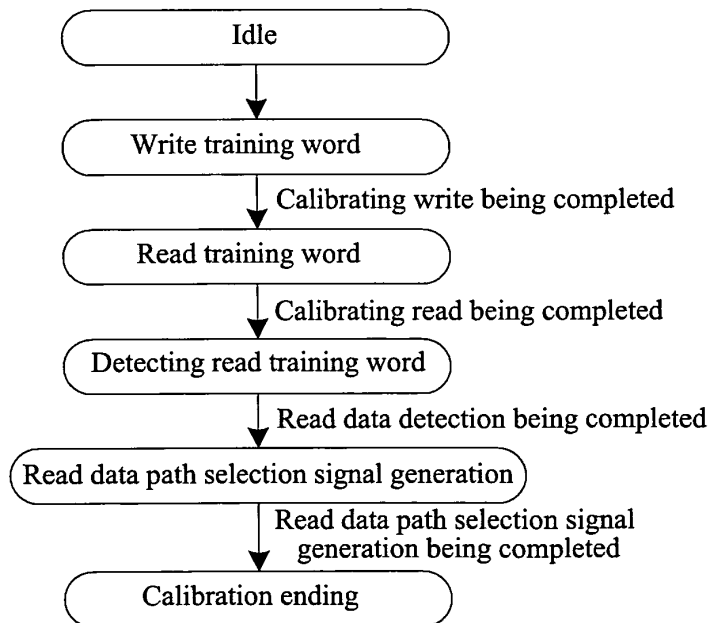 Idle
Write training word
Calibrating write being completed
Read training word
Calibrating read being completed
Detecting read training word
Read data detection being completed
Read data path selection signal generation
Read data path selection signal
generation being completed
Calibration ending